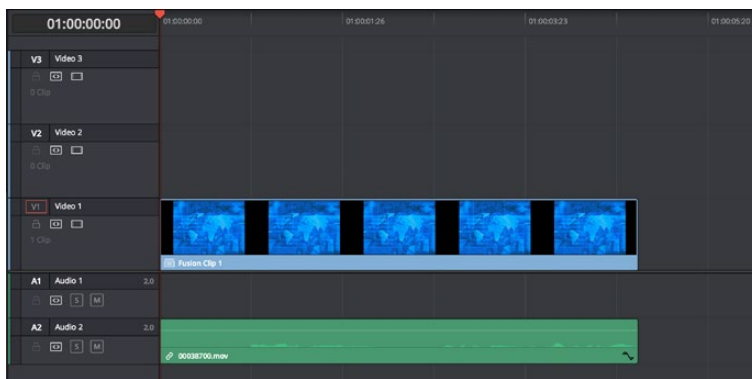 01:00:00:00
01:00:00:00 01:00:01:26 01:00:03:23 01:00:05:20
V3 Video 3
0 Clip
V2 Video 2
0 Clip
V1 Video 1
1 Clip
Fusion Clip 1
A1 Audio 1 2.0
S M
A2 Audio 2 2.0
S M
00038700.mov